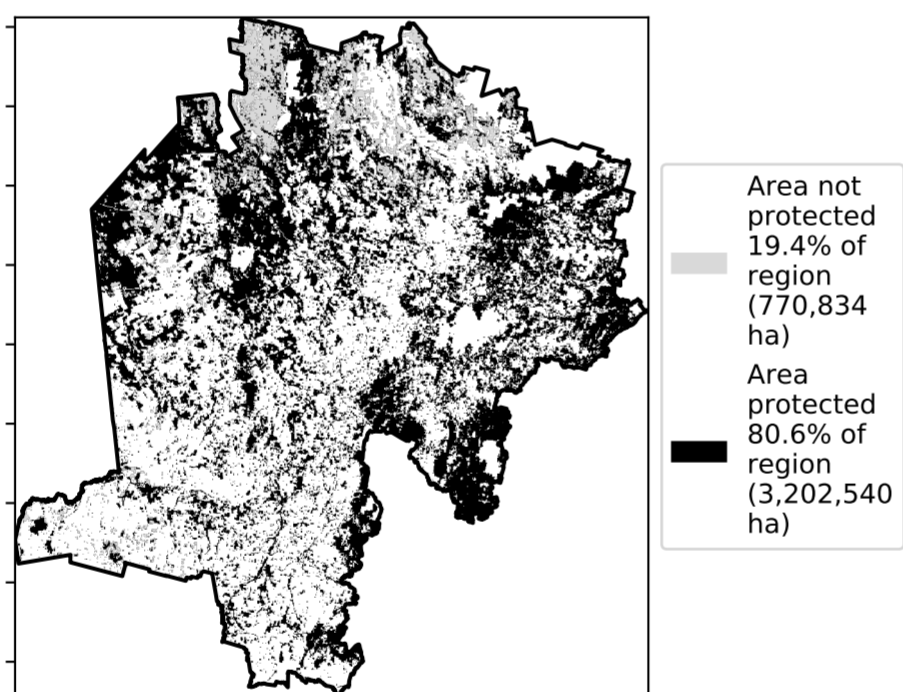 Area not
protected
19.4% of
region
(770,834
ha)
Area
protected
80.6% of
region
(3,202,540
ha)